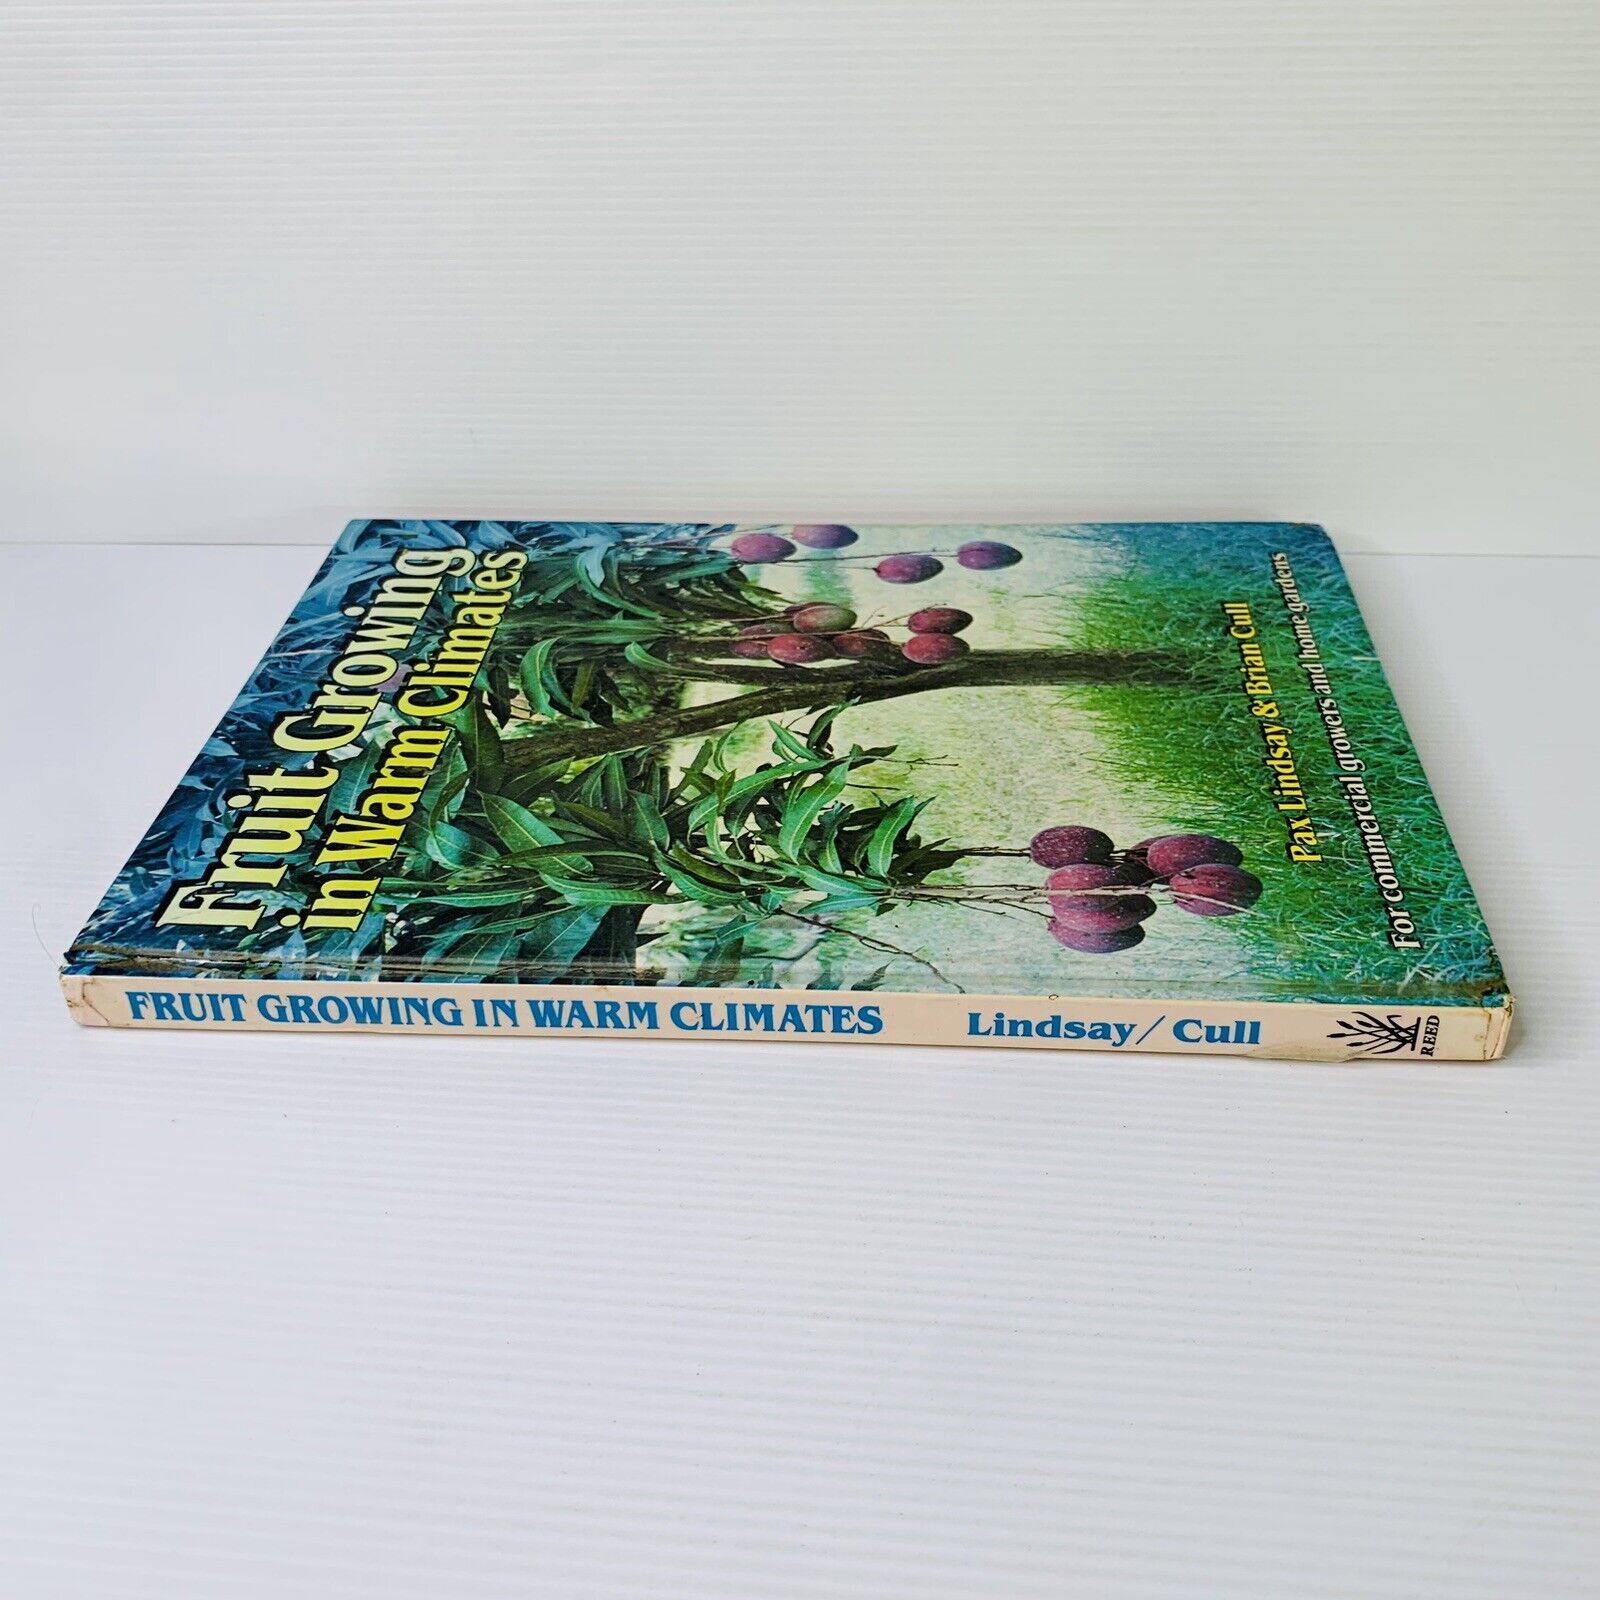 Fruit Growing
in Warm Climates
Pax Lindsay & Brian Cull
For commercial growers and home gardens
FRUIT GROWING IN WARM CLIMATES Lindsay / Cull REED